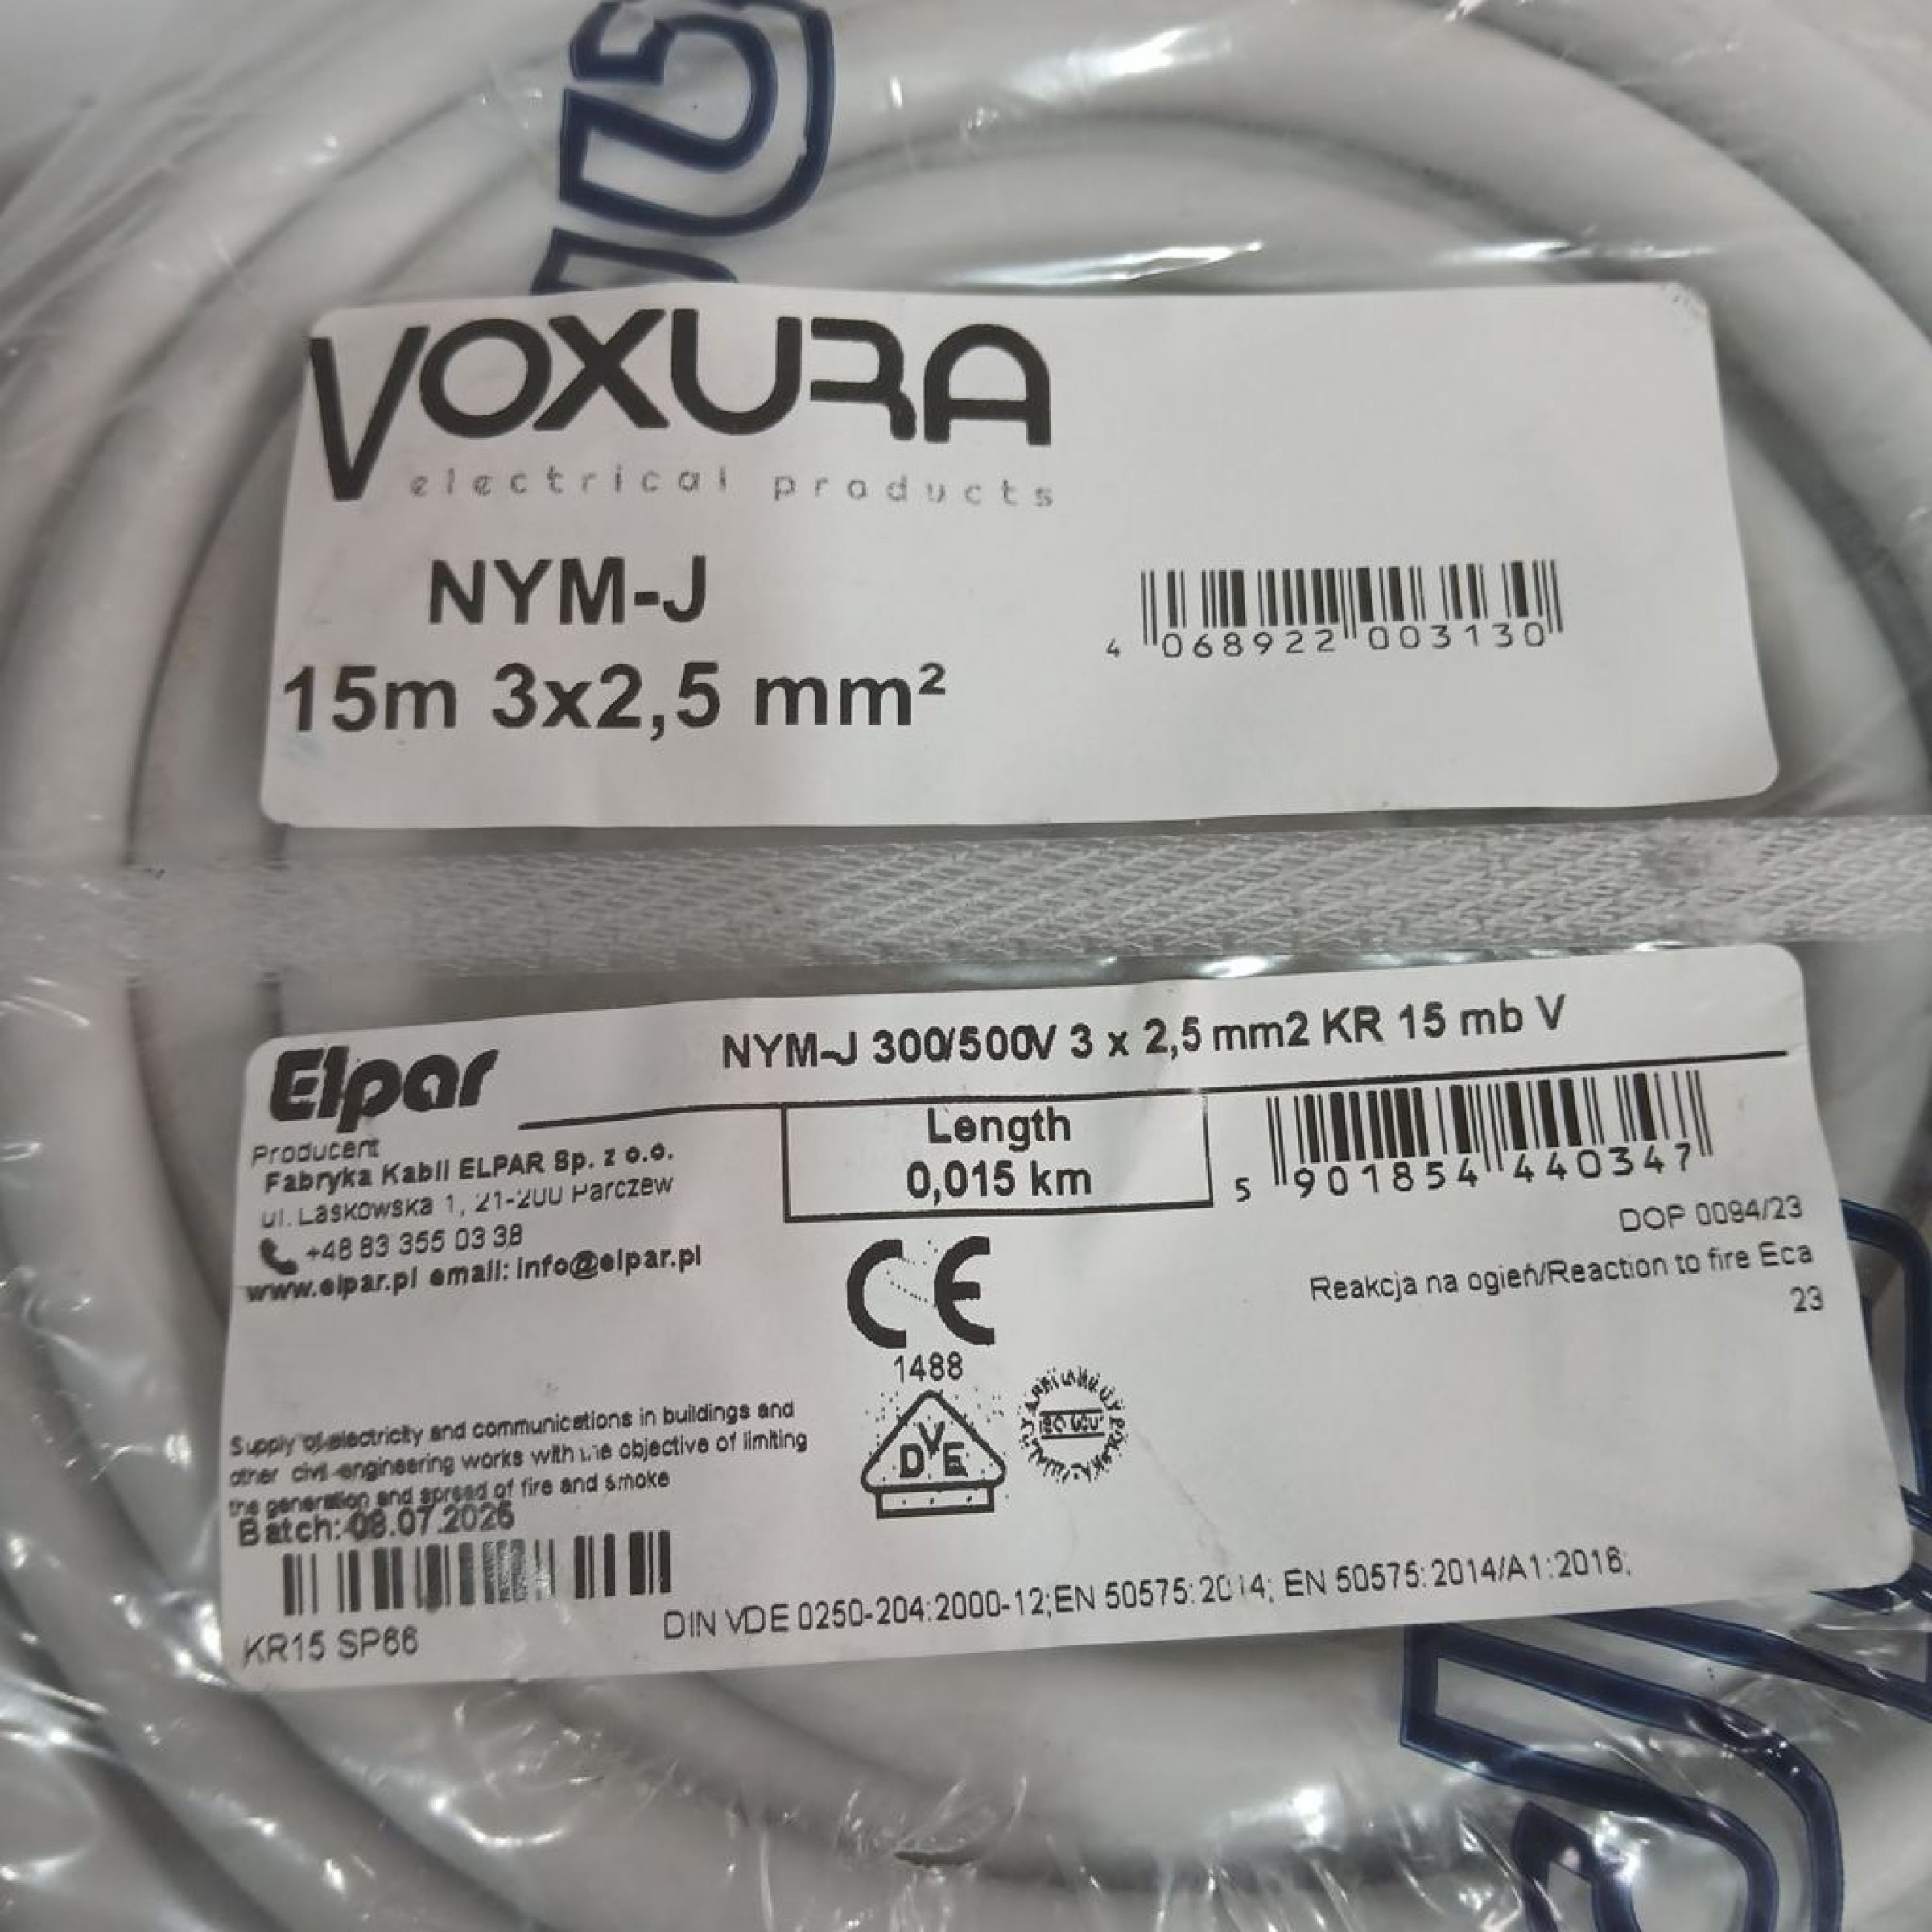 VOXURA
electrical products
NYM-J
15m 3x2,5 mm²
4 068922 003130
Elpar
NYM-J 300/500V 3 x 2,5 mm2 KR 15 mb V
Producent
Fabryka Kabli ELPAR Sp. z o.o.
ul. Laskowska 1, 21-200 Parczew
+48 83 355 03 38
www.elpar.pl email: info@elpar.pl
Length
0,015 km
5 901854 440347
DOP 0094/23
Reakcja na ogień/Reaction to fire Eca
23
CE
1488
DVE
Supply of electricity and communications in buildings and
other civil engineering works with the objective of limiting
the generation and spread of fire and smoke
Batch: 08.07.2025
KR15 SP66
DIN VDE 0250-204:2000-12;EN 50575:2014; EN 50575:2014/A1:2016;